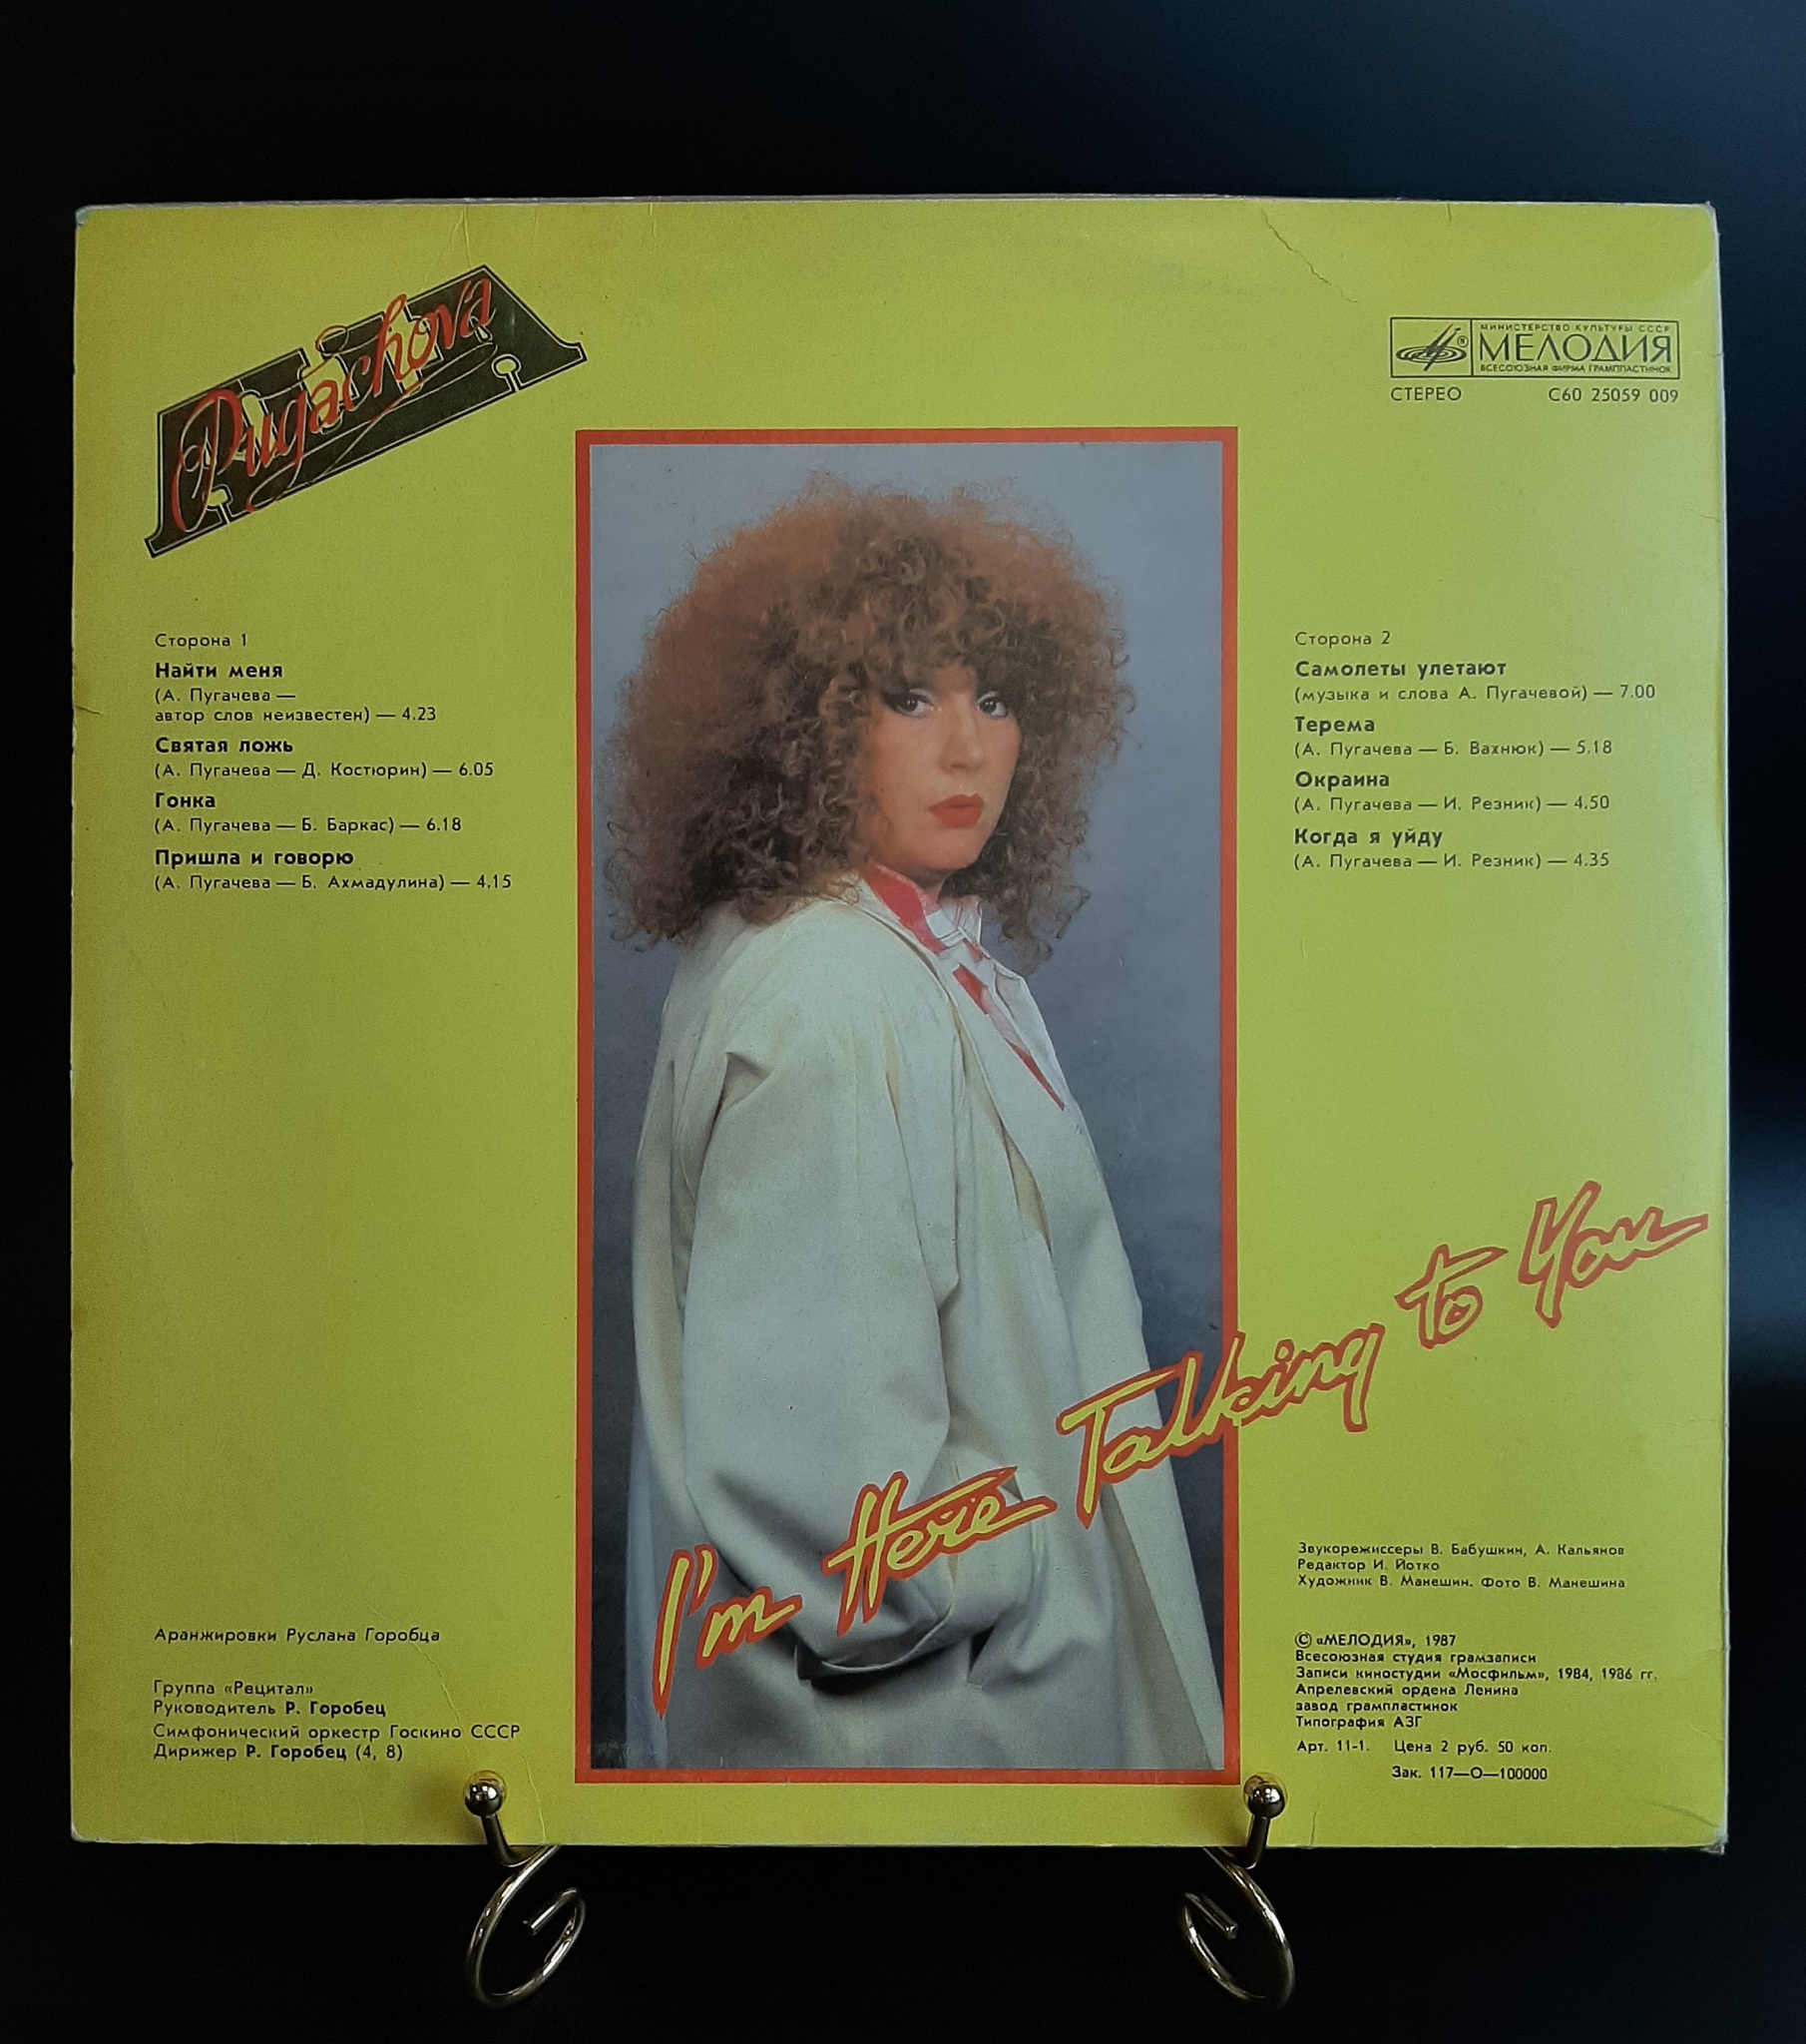 Pugachova
МИНИСТЕРСТВО КУЛЬТУРЫ СССР
МЕЛОДИЯ
ВСЕСОЮЗНАЯ ФИРМА ГРАМПЛАСТИНОК
СТЕРЕО С60 25059 009
Сторона 1
Найти меня
(А. Пугачева —
автор слов неизвестен) — 4.23
Святая ложь
(А. Пугачева — Д. Костюрин) — 6.05
Гонка
(А. Пугачева — Б. Баркас) — 6.18
Пришла и говорю
(А. Пугачева — Б. Ахмадулина) — 4,15
Сторона 2
Самолеты улетают
(музыка и слова А. Пугачевой) — 7.00
Терема
(А. Пугачева — Б. Вахнюк) — 5.18
Окраина
(А. Пугачева — И. Резник) — 4.50
Когда я уйду
(А. Пугачева — И. Резник) — 4.35
I'm Here Talking to You
Аранжировки Руслана Горобца
Группа «Рецитал»
Руководитель Р. Горобец
Симфонический оркестр Госкино СССР
Дирижер Р. Горобец (4, 8)
Звукорежиссеры В. Бабушкин, А. Кальянов
Редактор И. Йотко
Художник В. Манешин. Фото В. Манешина
© «МЕЛОДИЯ», 1987
Всесоюзная студия грамзаписи
Записи киностудии «Мосфильм», 1984, 1986 гг.
Апрелевский ордена Ленина
завод грампластинок
Типография АЗГ
Арт. 11-1. Цена 2 руб. 50 коп.
Зак. 117—О—100000